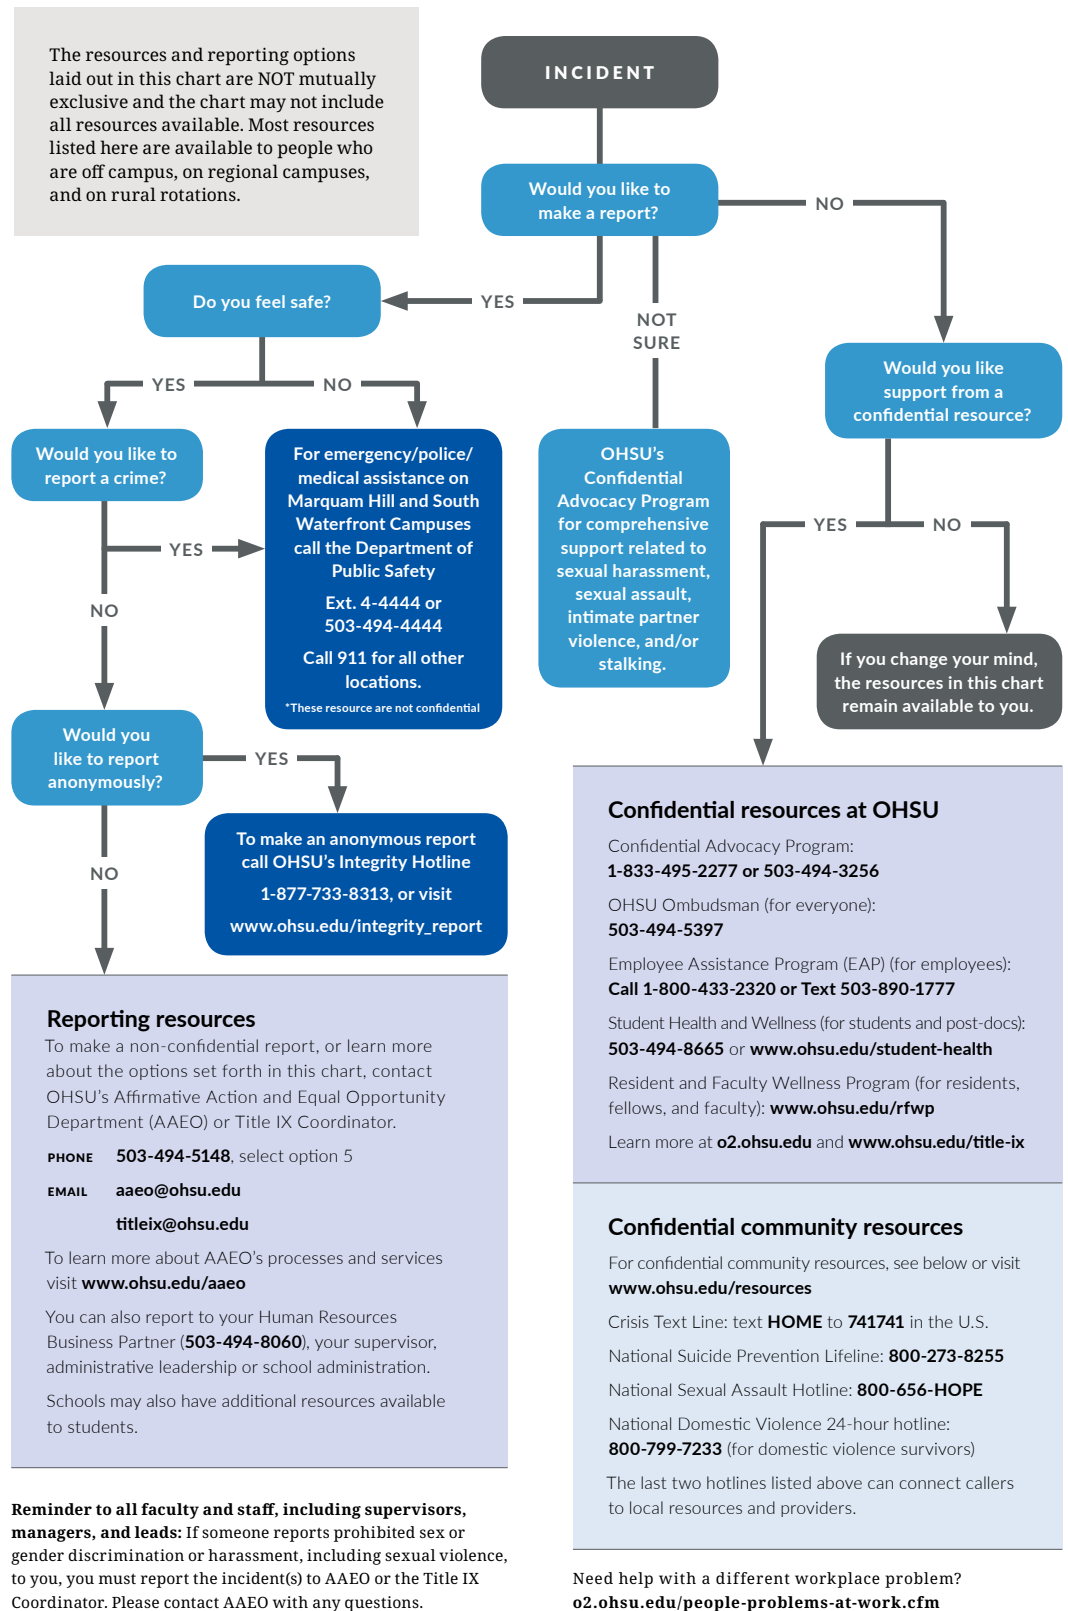 The resources and reporting options
laid out in this chart are NOT mutually
exclusive and the chart may not include
all resources available. Most resources
listed here are available to people who
are off campus, on regional campuses,
and on rural rotations.
INCIDENT
Would you like to
make a report?
NO
YES
NOT
SURE
Do you feel safe?
YES
NO
Would you like
support from a
confidential resource?
Would you like to
report a crime?
YES
NO
For emergency/police/
medical assistance on
Marquam Hill and South
Waterfront Campuses
call the Department of
Public Safety
Ext. 4-4444 or
503-494-4444
Call 911 for all other
locations.
*These resource are not confidential
OHSU's
Confidential
Advocacy Program
for comprehensive
support related to
sexual harassment,
sexual assault,
intimate partner
violence, and/or
stalking.
YES
NO
If you change your mind,
the resources in this chart
remain available to you.
Would you
like to report
anonymously?
YES
NO
To make an anonymous report
call OHSU's Integrity Hotline
1-877-733-8313, or visit
www.ohsu.edu/integrity_report
Reporting resources
To make a non-confidential report, or learn more
about the options set forth in this chart, contact
OHSU's Affirmative Action and Equal Opportunity
Department (AAEO) or Title IX Coordinator.
PHONE 503-494-5148, select option 5
EMAIL aaeo@ohsu.edu
titleix@ohsu.edu
To learn more about AAEO's processes and services
visit www.ohsu.edu/aaeo
You can also report to your Human Resources
Business Partner (503-494-8060), your supervisor,
administrative leadership or school administration.
Schools may also have additional resources available
to students.
Reminder to all faculty and staff, including supervisors,
managers, and leads: If someone reports prohibited sex or
gender discrimination or harassment, including sexual violence,
to you, you must report the incident(s) to AAEO or the Title IX
Coordinator. Please contact AAEO with any questions.
Confidential resources at OHSU
Confidential Advocacy Program:
1-833-495-2277 or 503-494-3256
OHSU Ombudsman (for everyone):
503-494-5397
Employee Assistance Program (EAP) (for employees):
Call 1-800-433-2320 or Text 503-890-1777
Student Health and Wellness (for students and post-docs):
503-494-8665 or www.ohsu.edu/student-health
Resident and Faculty Wellness Program (for residents,
fellows, and faculty): www.ohsu.edu/rfwp
Learn more at o2.ohsu.edu and www.ohsu.edu/title-ix
Confidential community resources
For confidential community resources, see below or visit
www.ohsu.edu/resources
Crisis Text Line: text HOME to 741741 in the U.S.
National Suicide Prevention Lifeline: 800-273-8255
National Sexual Assault Hotline: 800-656-HOPE
National Domestic Violence 24-hour hotline:
800-799-7233 (for domestic violence survivors)
The last two hotlines listed above can connect callers
to local resources and providers.
Need help with a different workplace problem?
o2.ohsu.edu/people-problems-at-work.cfm